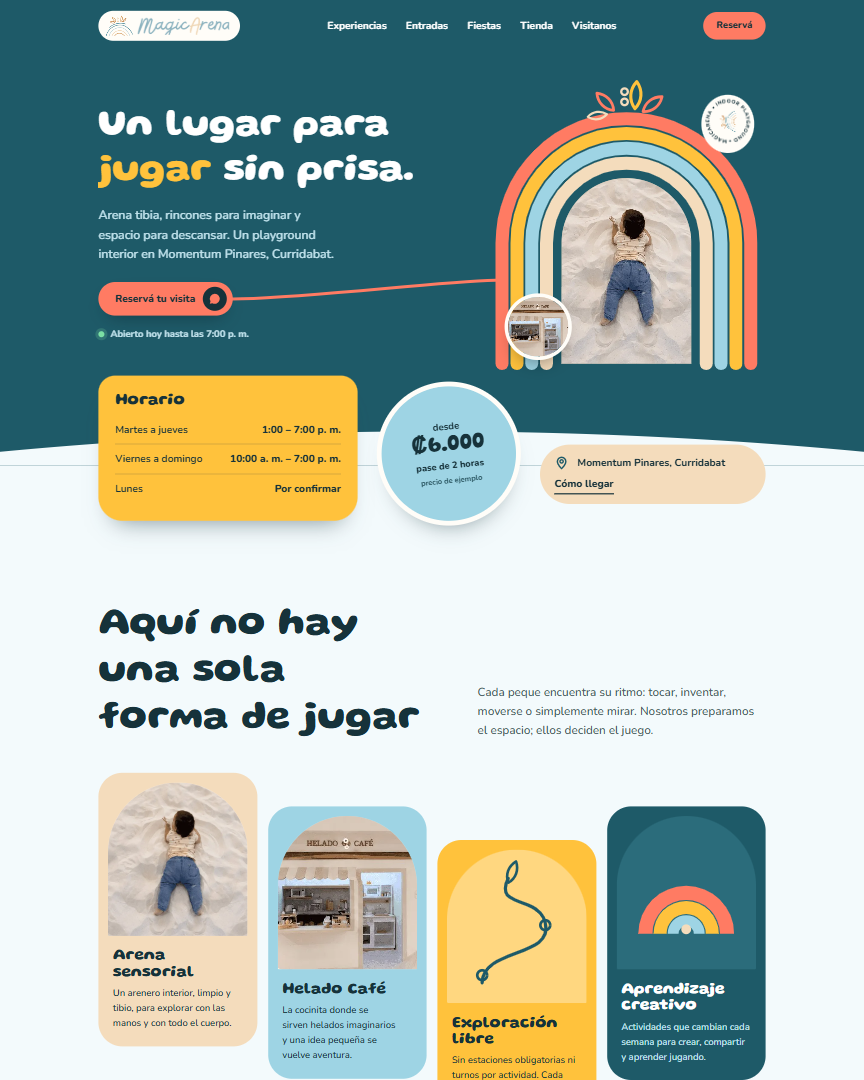 MagicArena
Experiencias
Entradas
Fiestas
Tienda
Visitanos
Reservá
Un lugar para
jugar sin prisa.
Arena tibia, rincones para imaginar y
espacio para descansar. Un playground
interior en Momentum Pinares, Curridabat.
Reservá tu visita
Abierto hoy hasta las 7:00 p. m.
INDOOR PLAYGROUND • MAGICARENA •
HELADO CAFÉ
Horario
Martes a jueves 1:00 – 7:00 p. m.
Viernes a domingo 10:00 a. m. – 7:00 p. m.
Lunes Por confirmar
desde
₡6.000
pase de 2 horas
precio de ejemplo
Momentum Pinares, Curridabat
Cómo llegar
Aquí no hay
una sola
forma de jugar
Cada peque encuentra su ritmo: tocar, inventar,
moverse o simplemente mirar. Nosotros preparamos
el espacio; ellos deciden el juego.
Arena
sensorial
Un arenero interior, limpio y
tibio, para explorar con las
manos y con todo el cuerpo.
HELADO CAFÉ
Helado Café
La cocinita donde se
sirven helados imaginarios
y una idea pequeña se
vuelve aventura.
Exploración
libre
Sin estaciones obligatorias ni
turnos por actividad. Cada
Aprendizaje
creativo
Actividades que cambian cada
semana para crear, compartir
y aprender jugando.